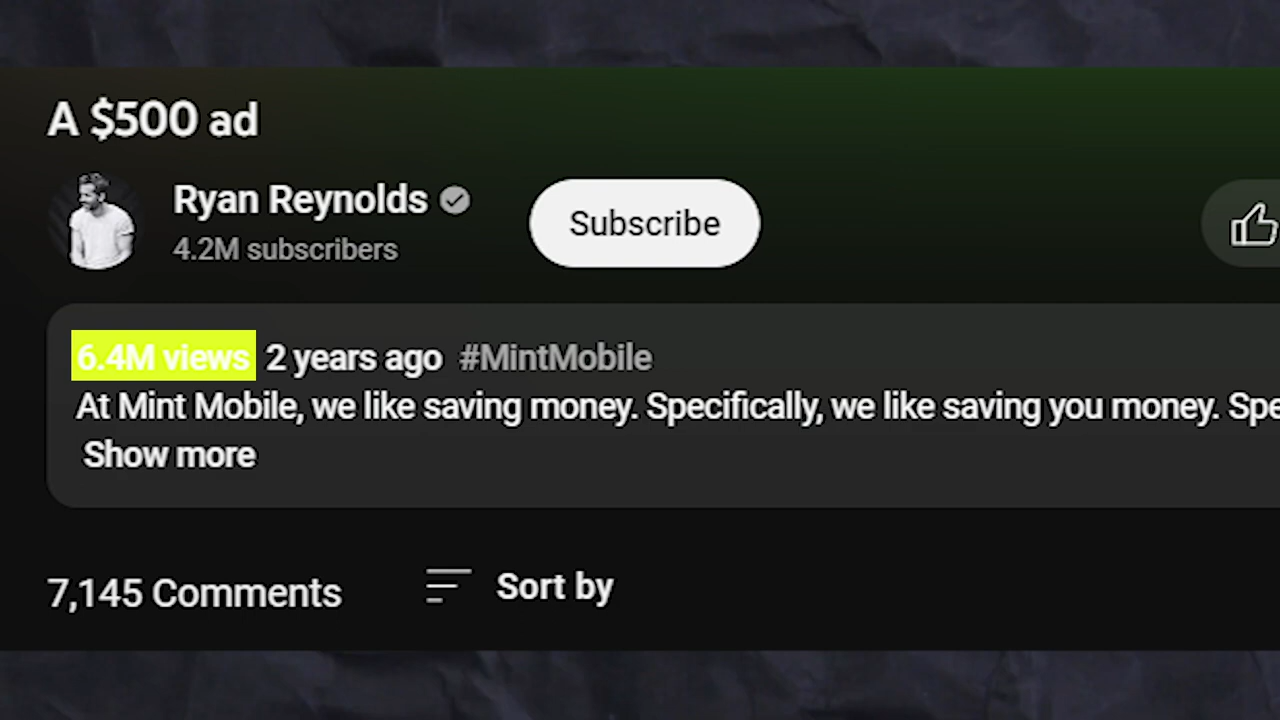 A $500 ad
Ryan Reynolds
4.2M subscribers
Subscribe
6.4M views 2 years ago #MintMobile
At Mint Mobile, we like saving money. Specifically, we like saving you money. Spe
Show more
7,145 Comments
Sort by